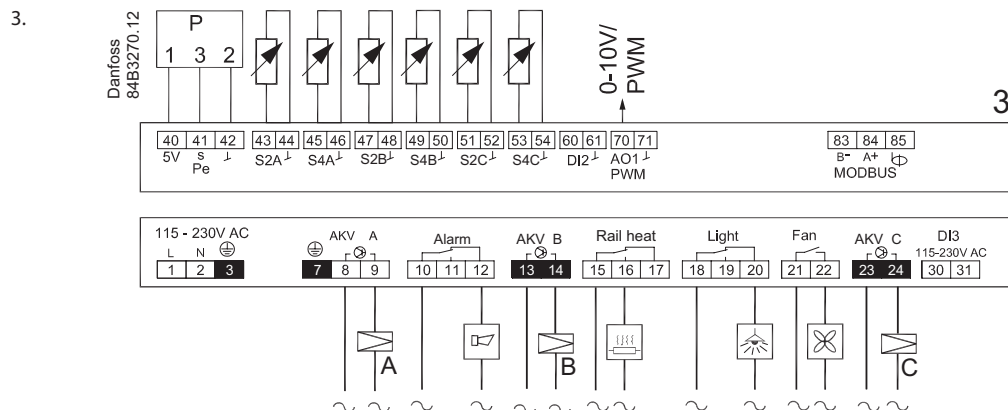 3.
Danfoss
84B3270.12
P
1 3 2
0-10V/
PWM
3
40 41 42 43 44 45 46 47 48 49 50 51 52 53 54 60 61 70 71 83 84 85
5V s S2A S4A S2B S4B S2C S4C DI2 AO1 B- A+
Pe PWM MODBUS
115 - 230V AC AKV A Alarm AKV B Rail heat Light Fan AKV C DI3
L N 115-230V AC
1 2 3 7 8 9 10 11 12 13 14 15 16 17 18 19 20 21 22 23 24 30 31
A B C